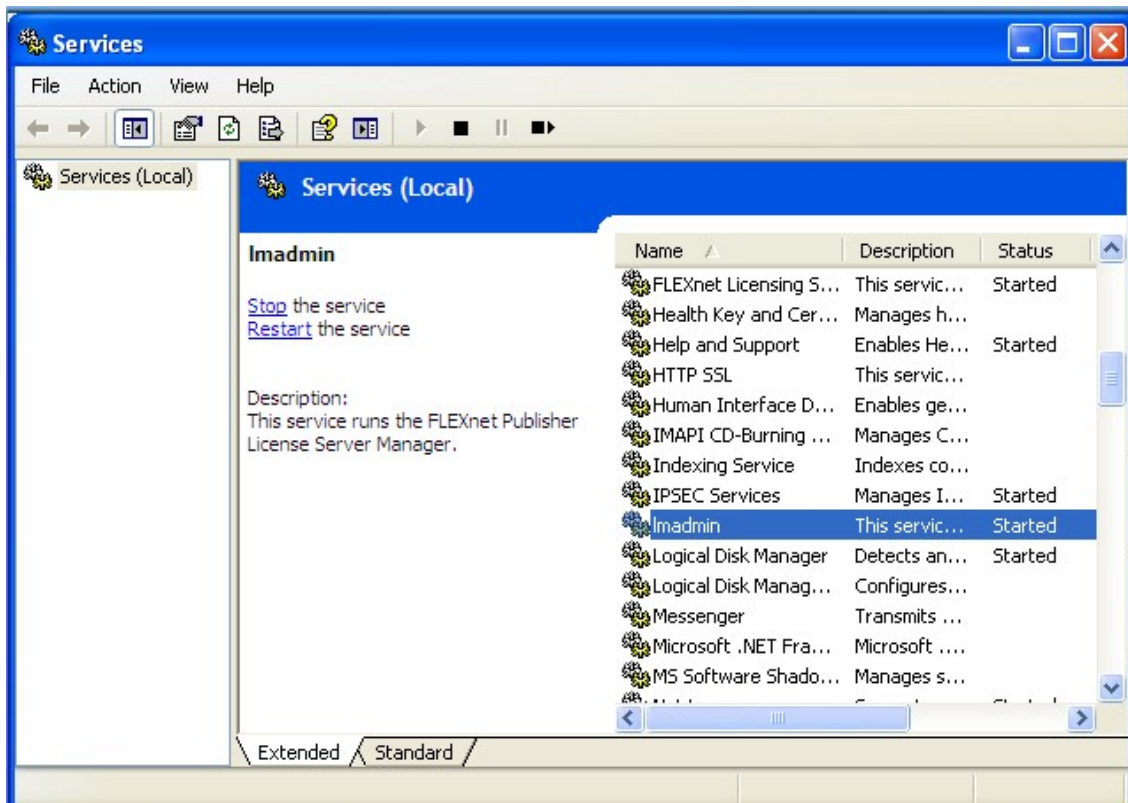 Services
File Action View Help
Services (Local)
Services (Local)
lmadmin
Stop the service
Restart the service
Description:
This service runs the FLEXnet Publisher
License Server Manager.
Name Description Status
FLEXnet Licensing S... This servic... Started
Health Key and Cer... Manages h...
Help and Support Enables He... Started
HTTP SSL This servic...
Human Interface D... Enables ge...
IMAPI CD-Burning ... Manages C...
Indexing Service Indexes co...
IPSEC Services Manages I... Started
lmadmin This servic... Started
Logical Disk Manager Detects an... Started
Logical Disk Manag... Configures...
Messenger Transmits ...
Microsoft .NET Fra... Microsoft ....
MS Software Shado... Manages s...
Extended Standard